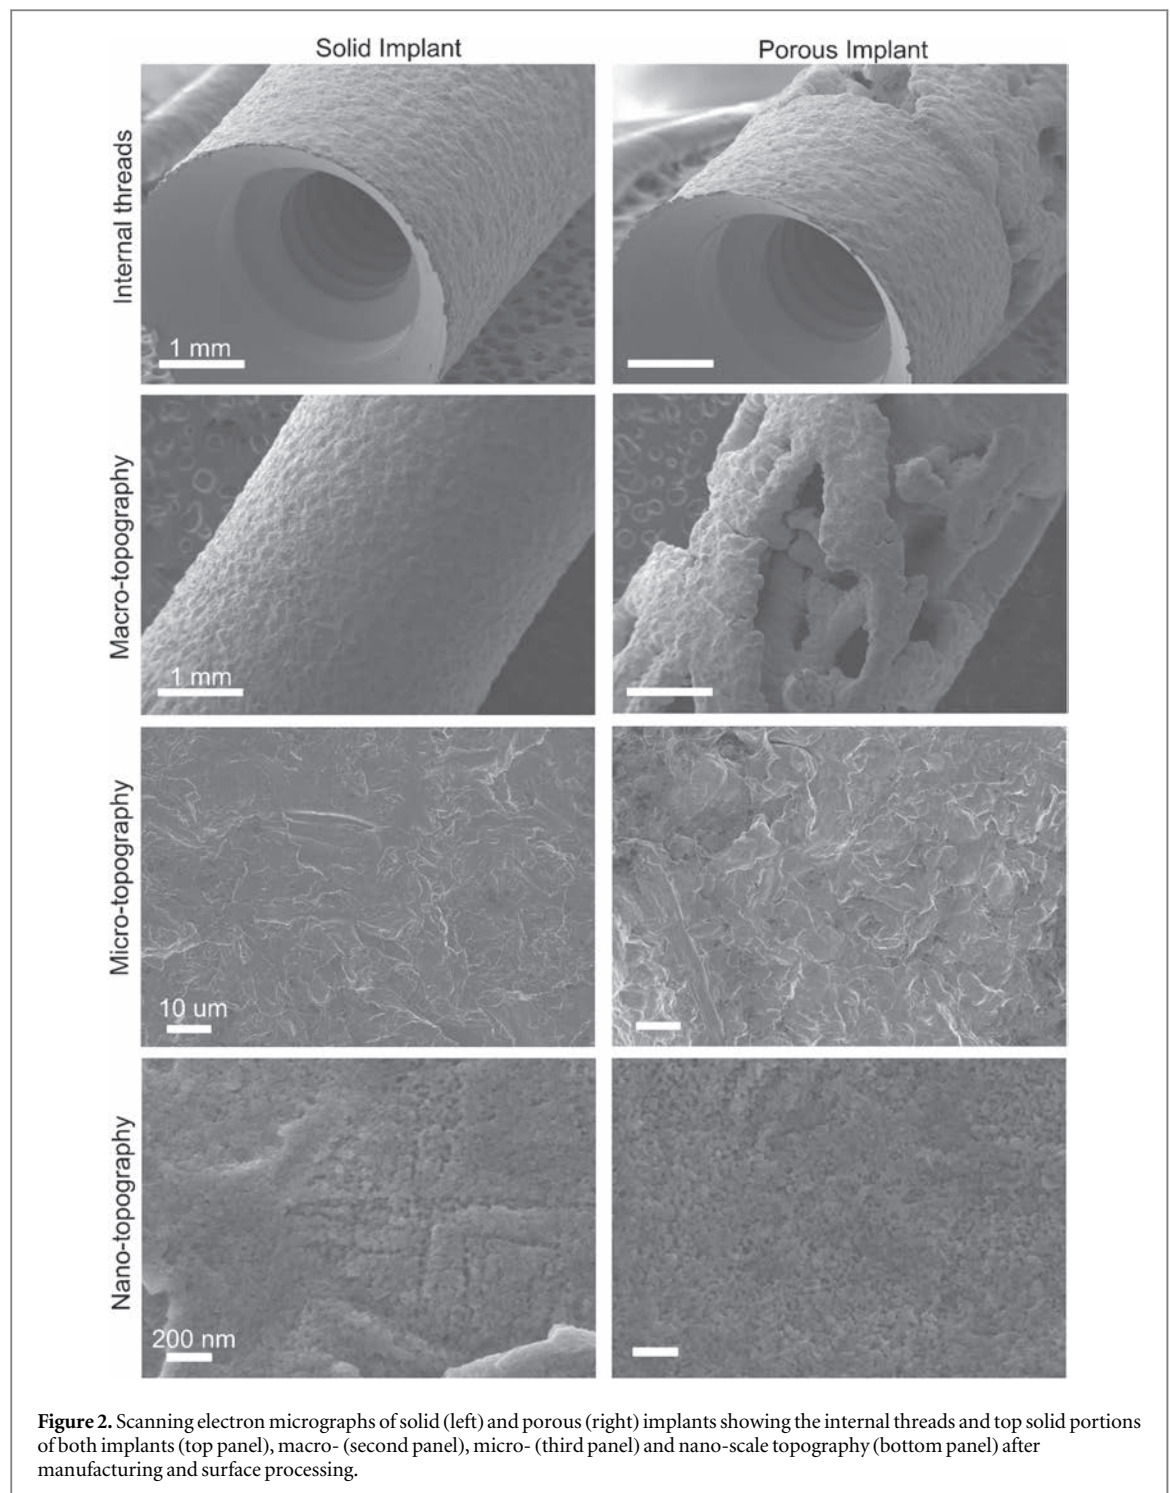 Solid Implant
Porous Implant
Internal threads
1 mm
Macro-topography
1 mm
Micro-topography
10 um
Nano-topography
200 nm
Figure 2. Scanning electron micrographs of solid (left) and porous (right) implants showing the internal threads and top solid portions
of both implants (top panel), macro- (second panel), micro- (third panel) and nano-scale topography (bottom panel) after
manufacturing and surface processing.